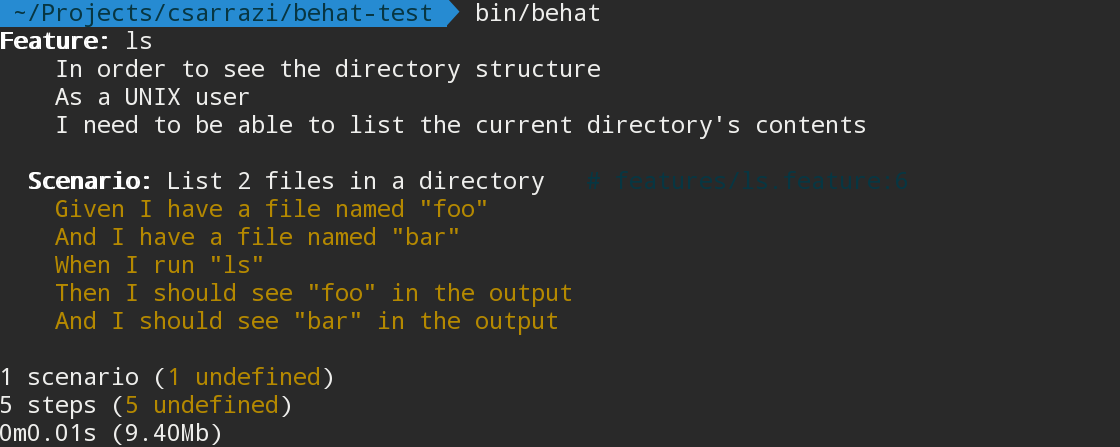 ~/Projects/csarrazi/behat-test bin/behat
Feature: ls
In order to see the directory structure
As a UNIX user
I need to be able to list the current directory's contents
Scenario: List 2 files in a directory # features/ls.feature:6
Given I have a file named "foo"
And I have a file named "bar"
When I run "ls"
Then I should see "foo" in the output
And I should see "bar" in the output
1 scenario (1 undefined)
5 steps (5 undefined)
0m0.01s (9.40Mb)